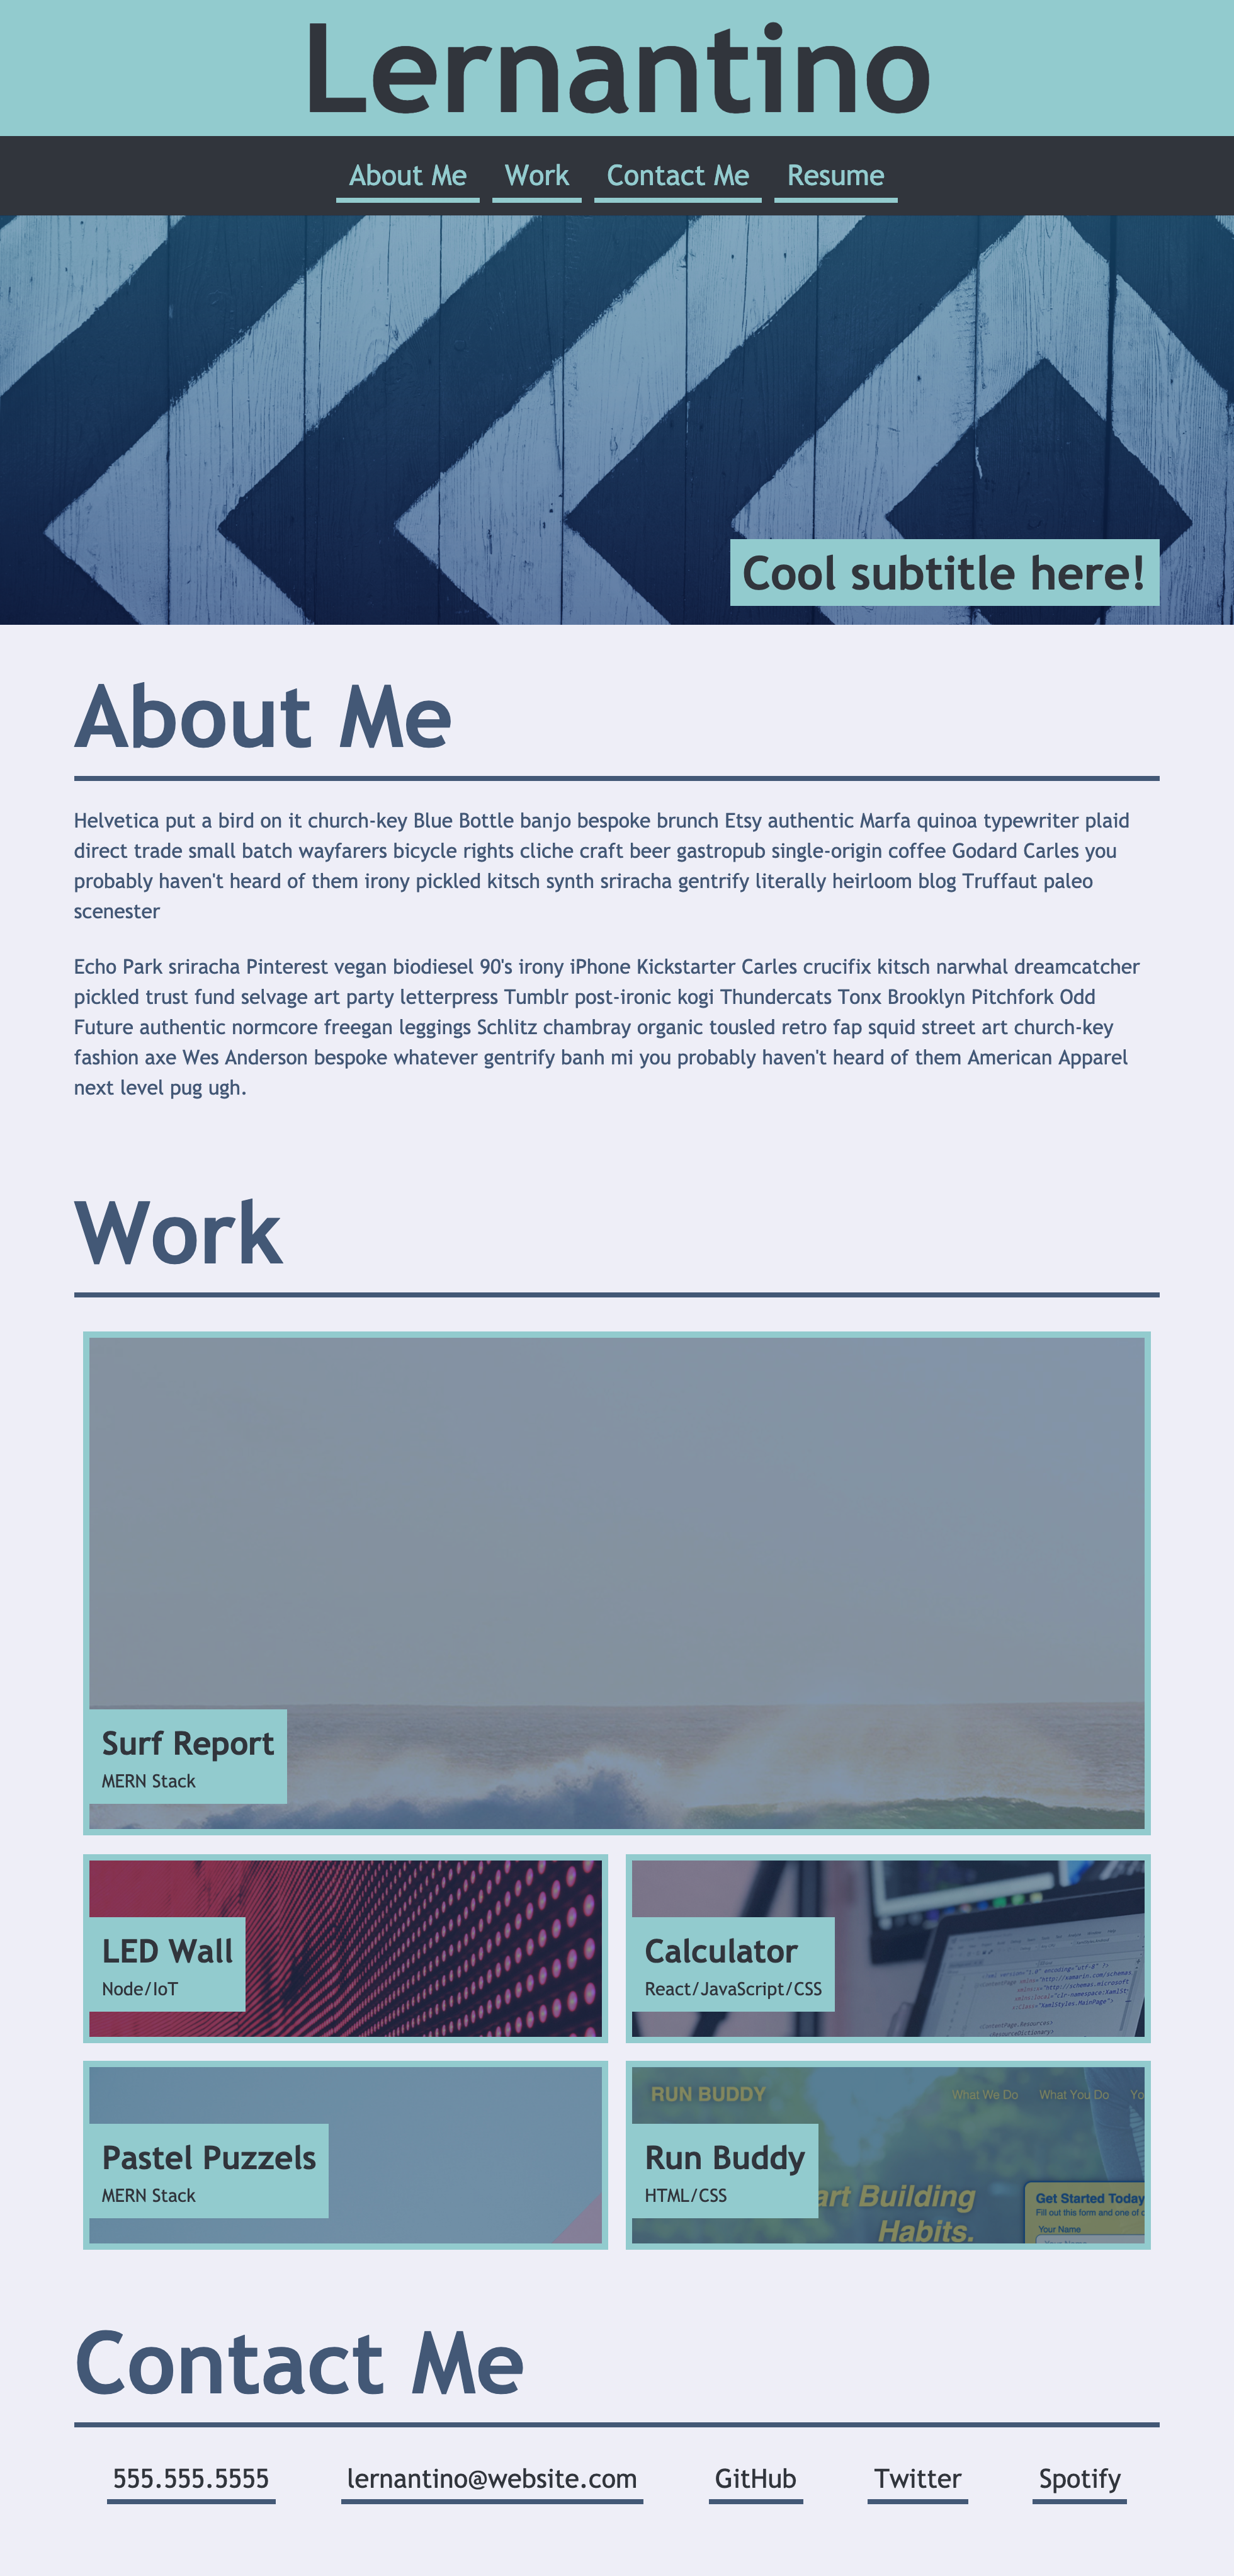 Lernantino
About Me Work Contact Me Resume
Cool subtitle here!
About Me
Helvetica put a bird on it church-key Blue Bottle banjo bespoke brunch Etsy authentic Marfa quinoa typewriter plaid
direct trade small batch wayfarers bicycle rights cliche craft beer gastropub single-origin coffee Godard Carles you
probably haven't heard of them irony pickled kitsch synth sriracha gentrify literally heirloom blog Truffaut paleo
scenester
Echo Park sriracha Pinterest vegan biodiesel 90's irony iPhone Kickstarter Carles crucifix kitsch narwhal dreamcatcher
pickled trust fund selvage art party letterpress Tumblr post-ironic kogi Thundercats Tonx Brooklyn Pitchfork Odd
Future authentic normcore freegan leggings Schlitz chambray organic tousled retro fap squid street art church-key
fashion axe Wes Anderson bespoke whatever gentrify banh mi you probably haven't heard of them American Apparel
next level pug ugh.
Work
Surf Report
MERN Stack
LED Wall
Node/IoT
Calculator
React/JavaScript/CSS
<?xml version="1.0" encoding="utf-8" ?>
Pastel Puzzels
MERN Stack
RUN BUDDY What We Do What You Do Yo
Run Buddy
HTML/CSS
art Building
Habits.
Get Started Today
Fill out this form and one of
Your Name
Contact Me
555.555.5555 lernantino@website.com GitHub Twitter Spotify